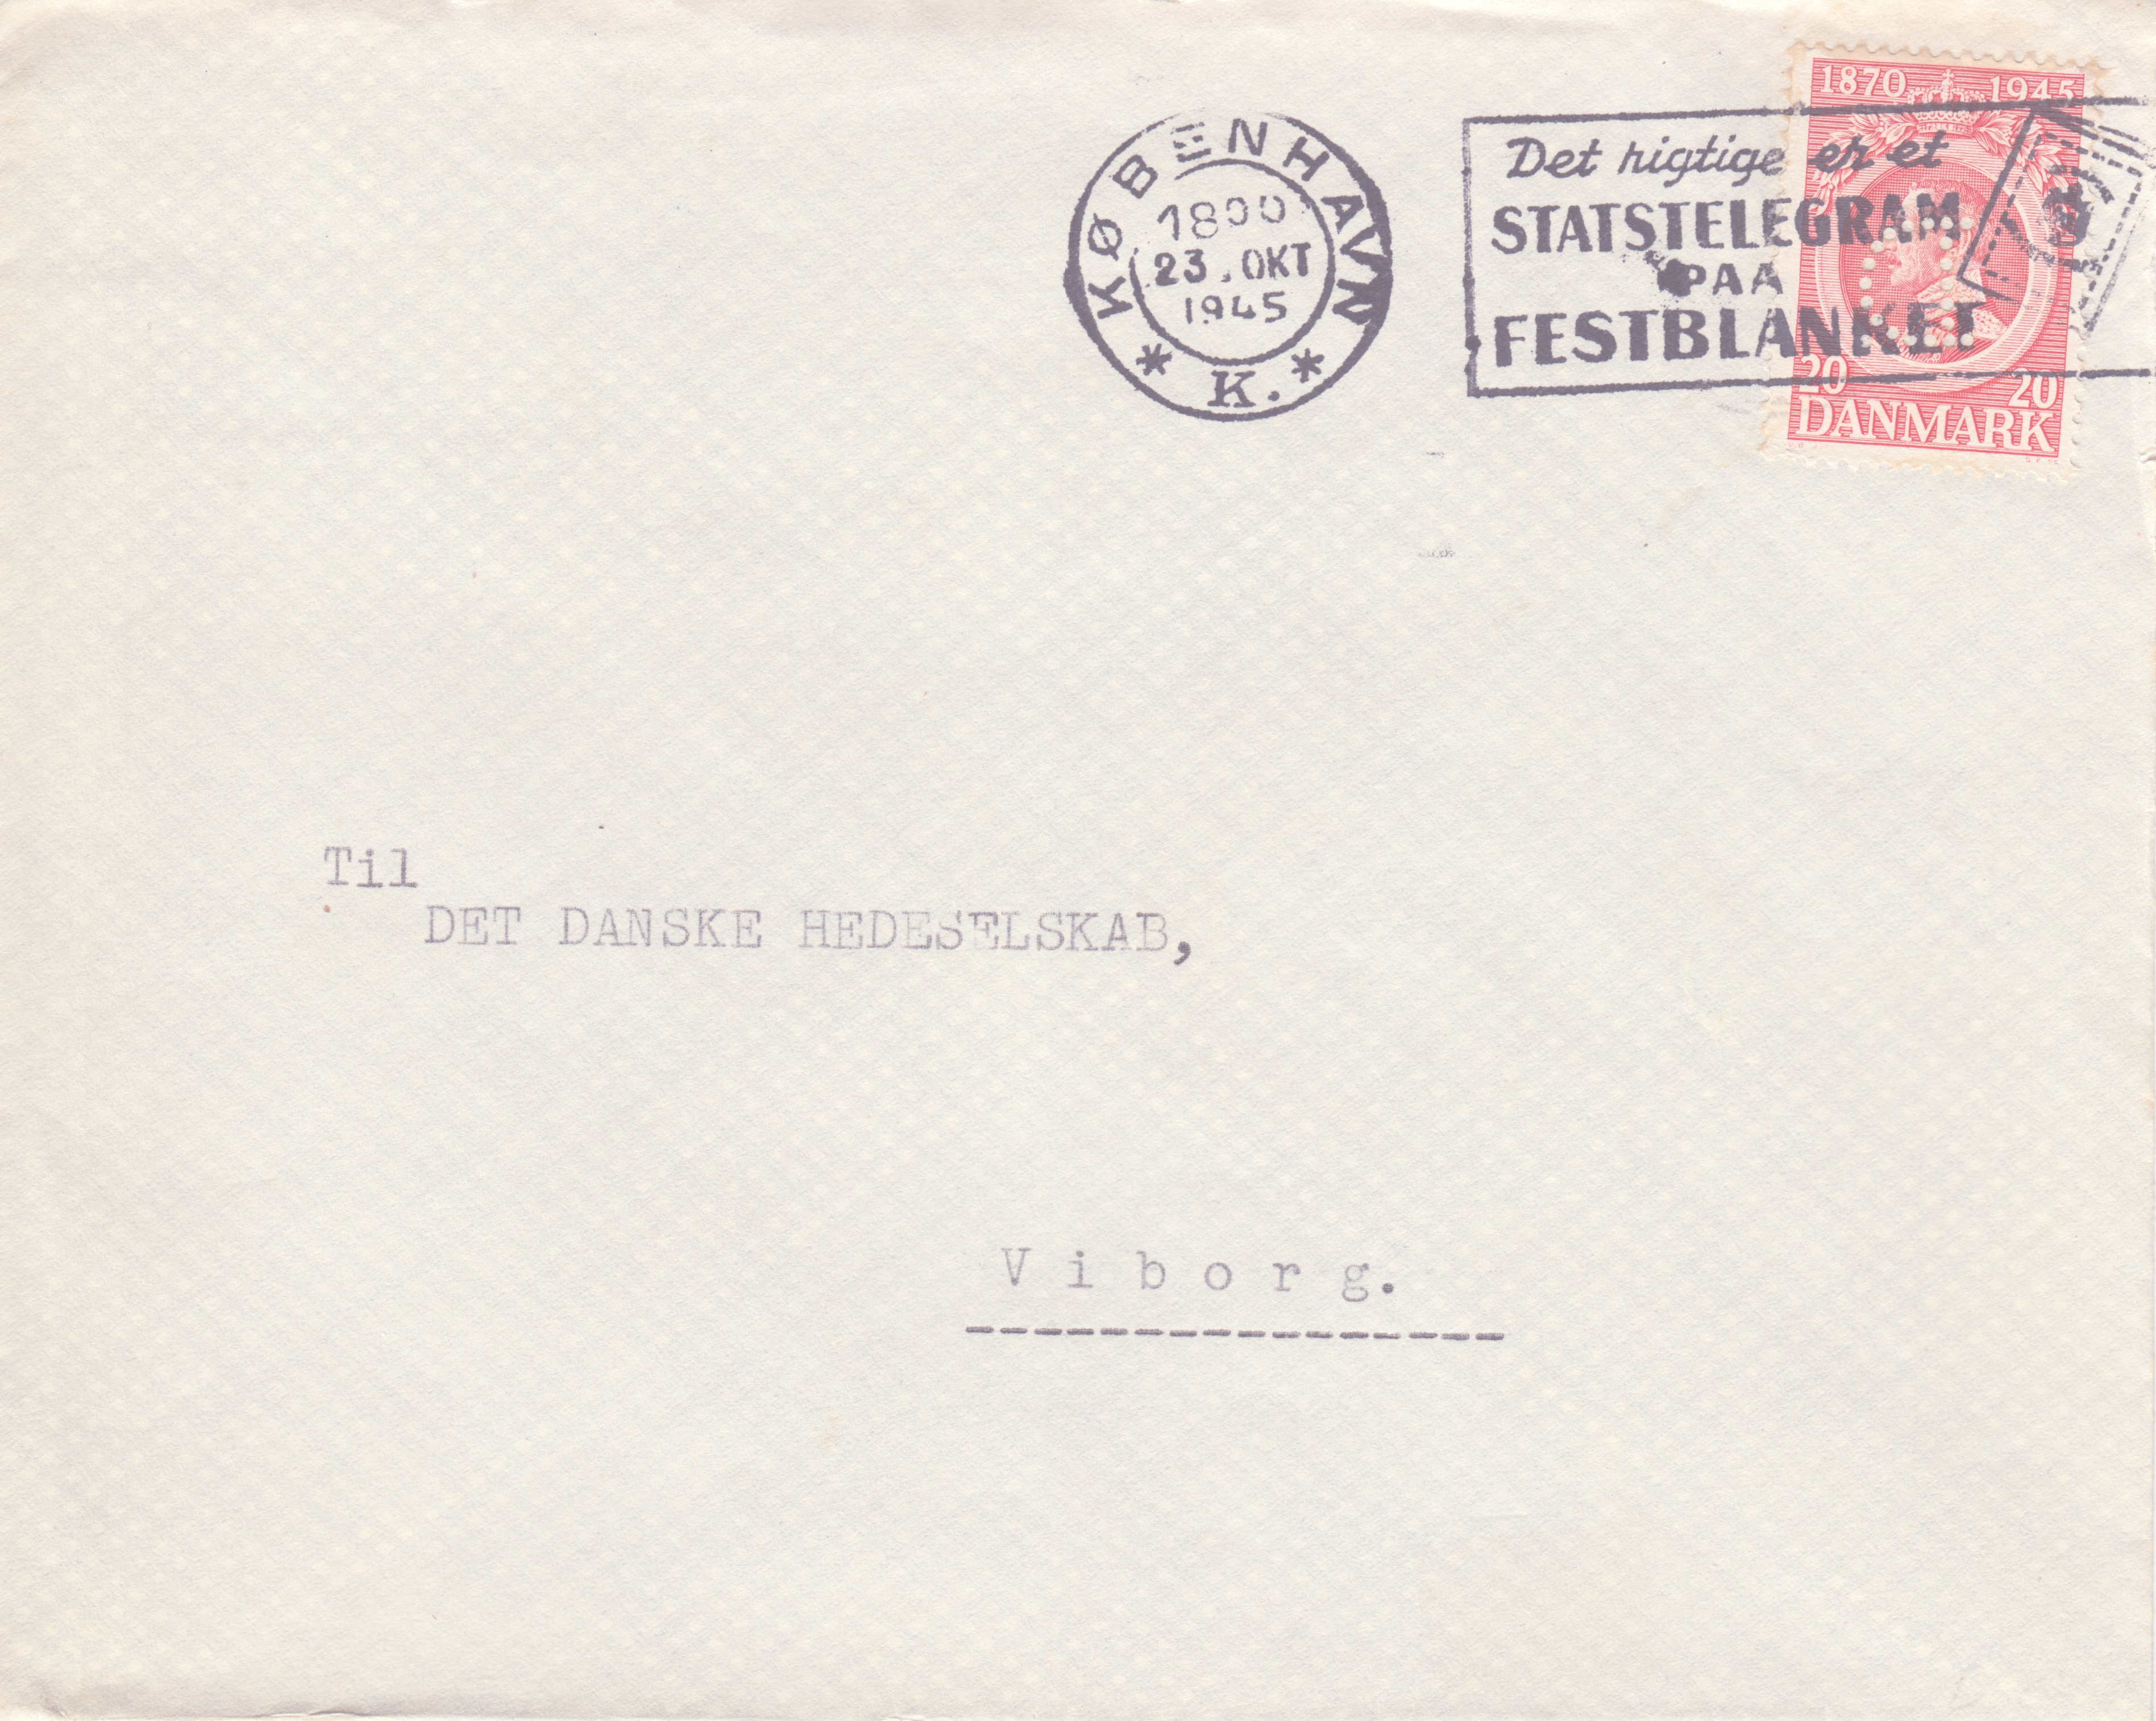 1870 1945
KØBENHAVN
1800
23. OKT
1945
* K. *
Det rigtige er et
STATSTELEGRAM
PAA
FESTBLANKET
20 20
DANMARK
Til
DET DANSKE HEDESELSKAB,
Viborg.